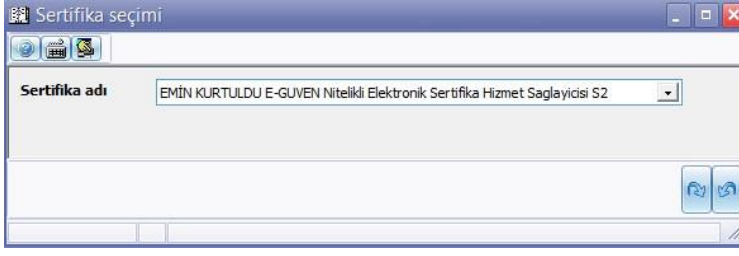 Sertifika seçimi
Sertifika adı
EMİN KURTULDU E-GUVEN Nitelikli Elektronik Sertifika Hizmet Saglayicisi S2